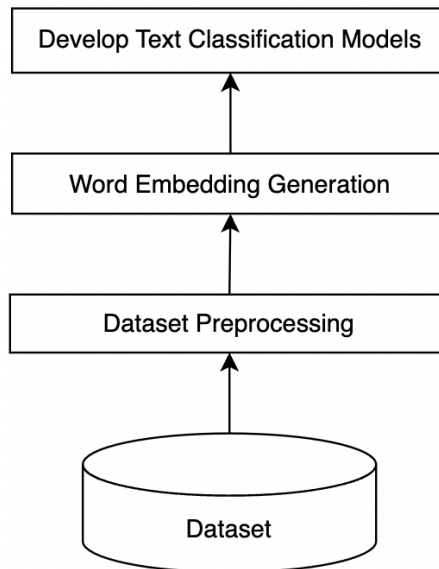 Develop Text Classification Models
Word Embedding Generation
Dataset Preprocessing
Dataset